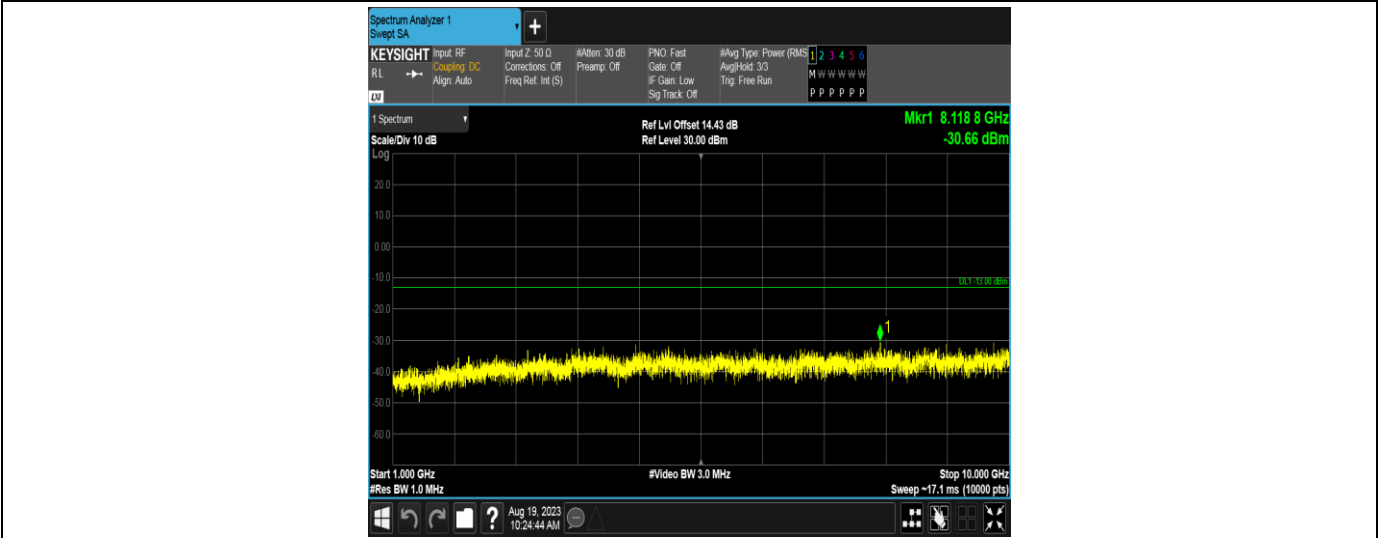 Spectrum Analyzer 1
Swept SA
+
KEYSIGHT Input: RF Input Z: 50 Ω #Atten: 30 dB PNO: Fast #Avg Type: Power (RMS 1 2 3 4 5 6
RL Coupling: DC Corrections: Off Preamp: Off Gate: Off Avg|Hold: 3/3 M W W W W W
Align: Auto Freq Ref: Int (S) IF Gain: Low Trig: Free Run
Sig Track: Off P P P P P P
LXI
1 Spectrum Ref Lvl Offset 14.43 dB Mkr1 8.118 8 GHz
Scale/Div 10 dB Ref Level 30.00 dBm -30.66 dBm
Log
20.0
10.0
0.00
-10.0
DL1 -13.00 dBm
-20.0
1
-30.0
-40.0
-50.0
-60.0
Start 1.000 GHz #Video BW 3.0 MHz Stop 10.000 GHz
#Res BW 1.0 MHz Sweep ~17.1 ms (10000 pts)
? Aug 19, 2023
10:24:44 AM